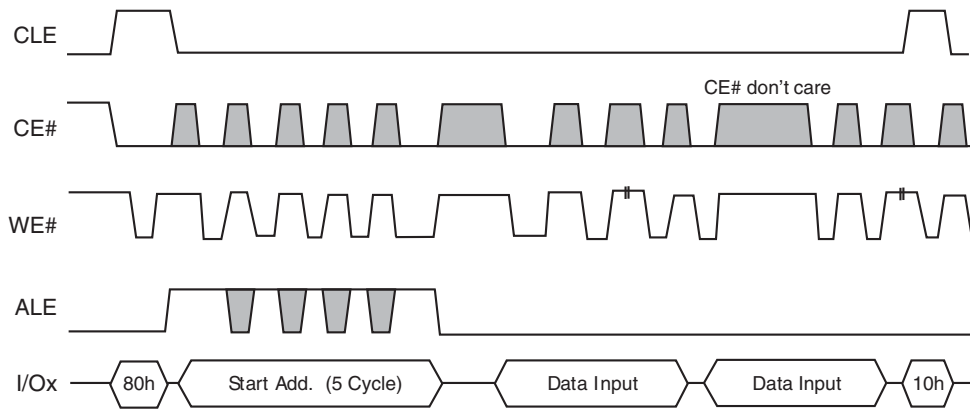 CLE
CE# don't care
CE#
WE#
ALE
I/Ox
80h
Start Add. (5 Cycle)
Data Input
Data Input
10h